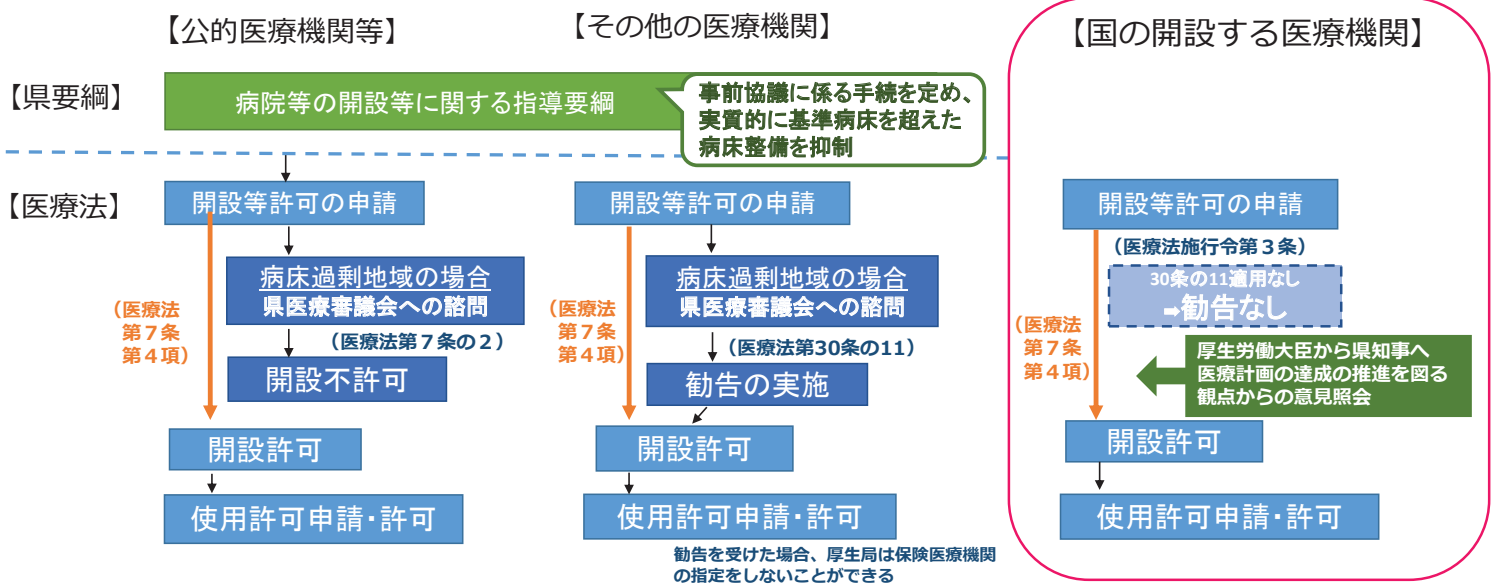 【公的医療機関等】
【その他の医療機関】
【国の開設する医療機関】
【県要綱】
病院等の開設等に関する指導要綱
事前協議に係る手続を定め、
実質的に基準病床を超えた
病床整備を抑制
【医療法】
開設等許可の申請
病床過剰地域の場合
県医療審議会への諮問
(医療法
第7条
第4項)
(医療法第7条の2)
開設不許可
開設許可
使用許可申請・許可
開設等許可の申請
病床過剰地域の場合
県医療審議会への諮問
(医療法
第7条
第4項)
(医療法第30条の11)
勧告の実施
開設許可
使用許可申請・許可
勧告を受けた場合、厚生局は保険医療機関
の指定をしないことができる
開設等許可の申請
(医療法施行令第3条)
30条の11適用なし
➡勧告なし
(医療法
第7条
第4項)
厚生労働大臣から県知事へ
医療計画の達成の推進を図る
観点からの意見照会
開設許可
使用許可申請・許可